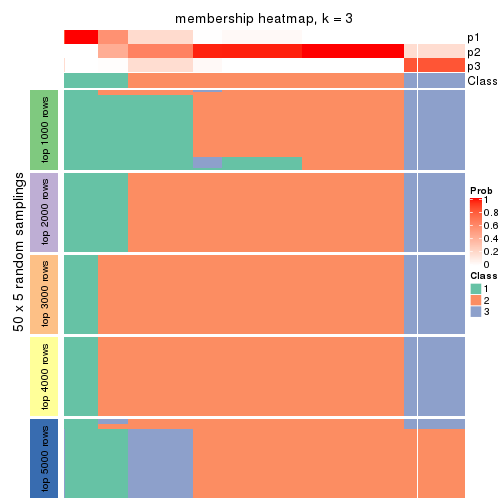 membership heatmap, k = 3
p1
p2
p3
Class
50 x 5 random samplings
top 1000 rows
top 2000 rows
top 3000 rows
top 4000 rows
top 5000 rows
Prob
1
0.8
0.6
0.4
0.2
0
Class
1
2
3